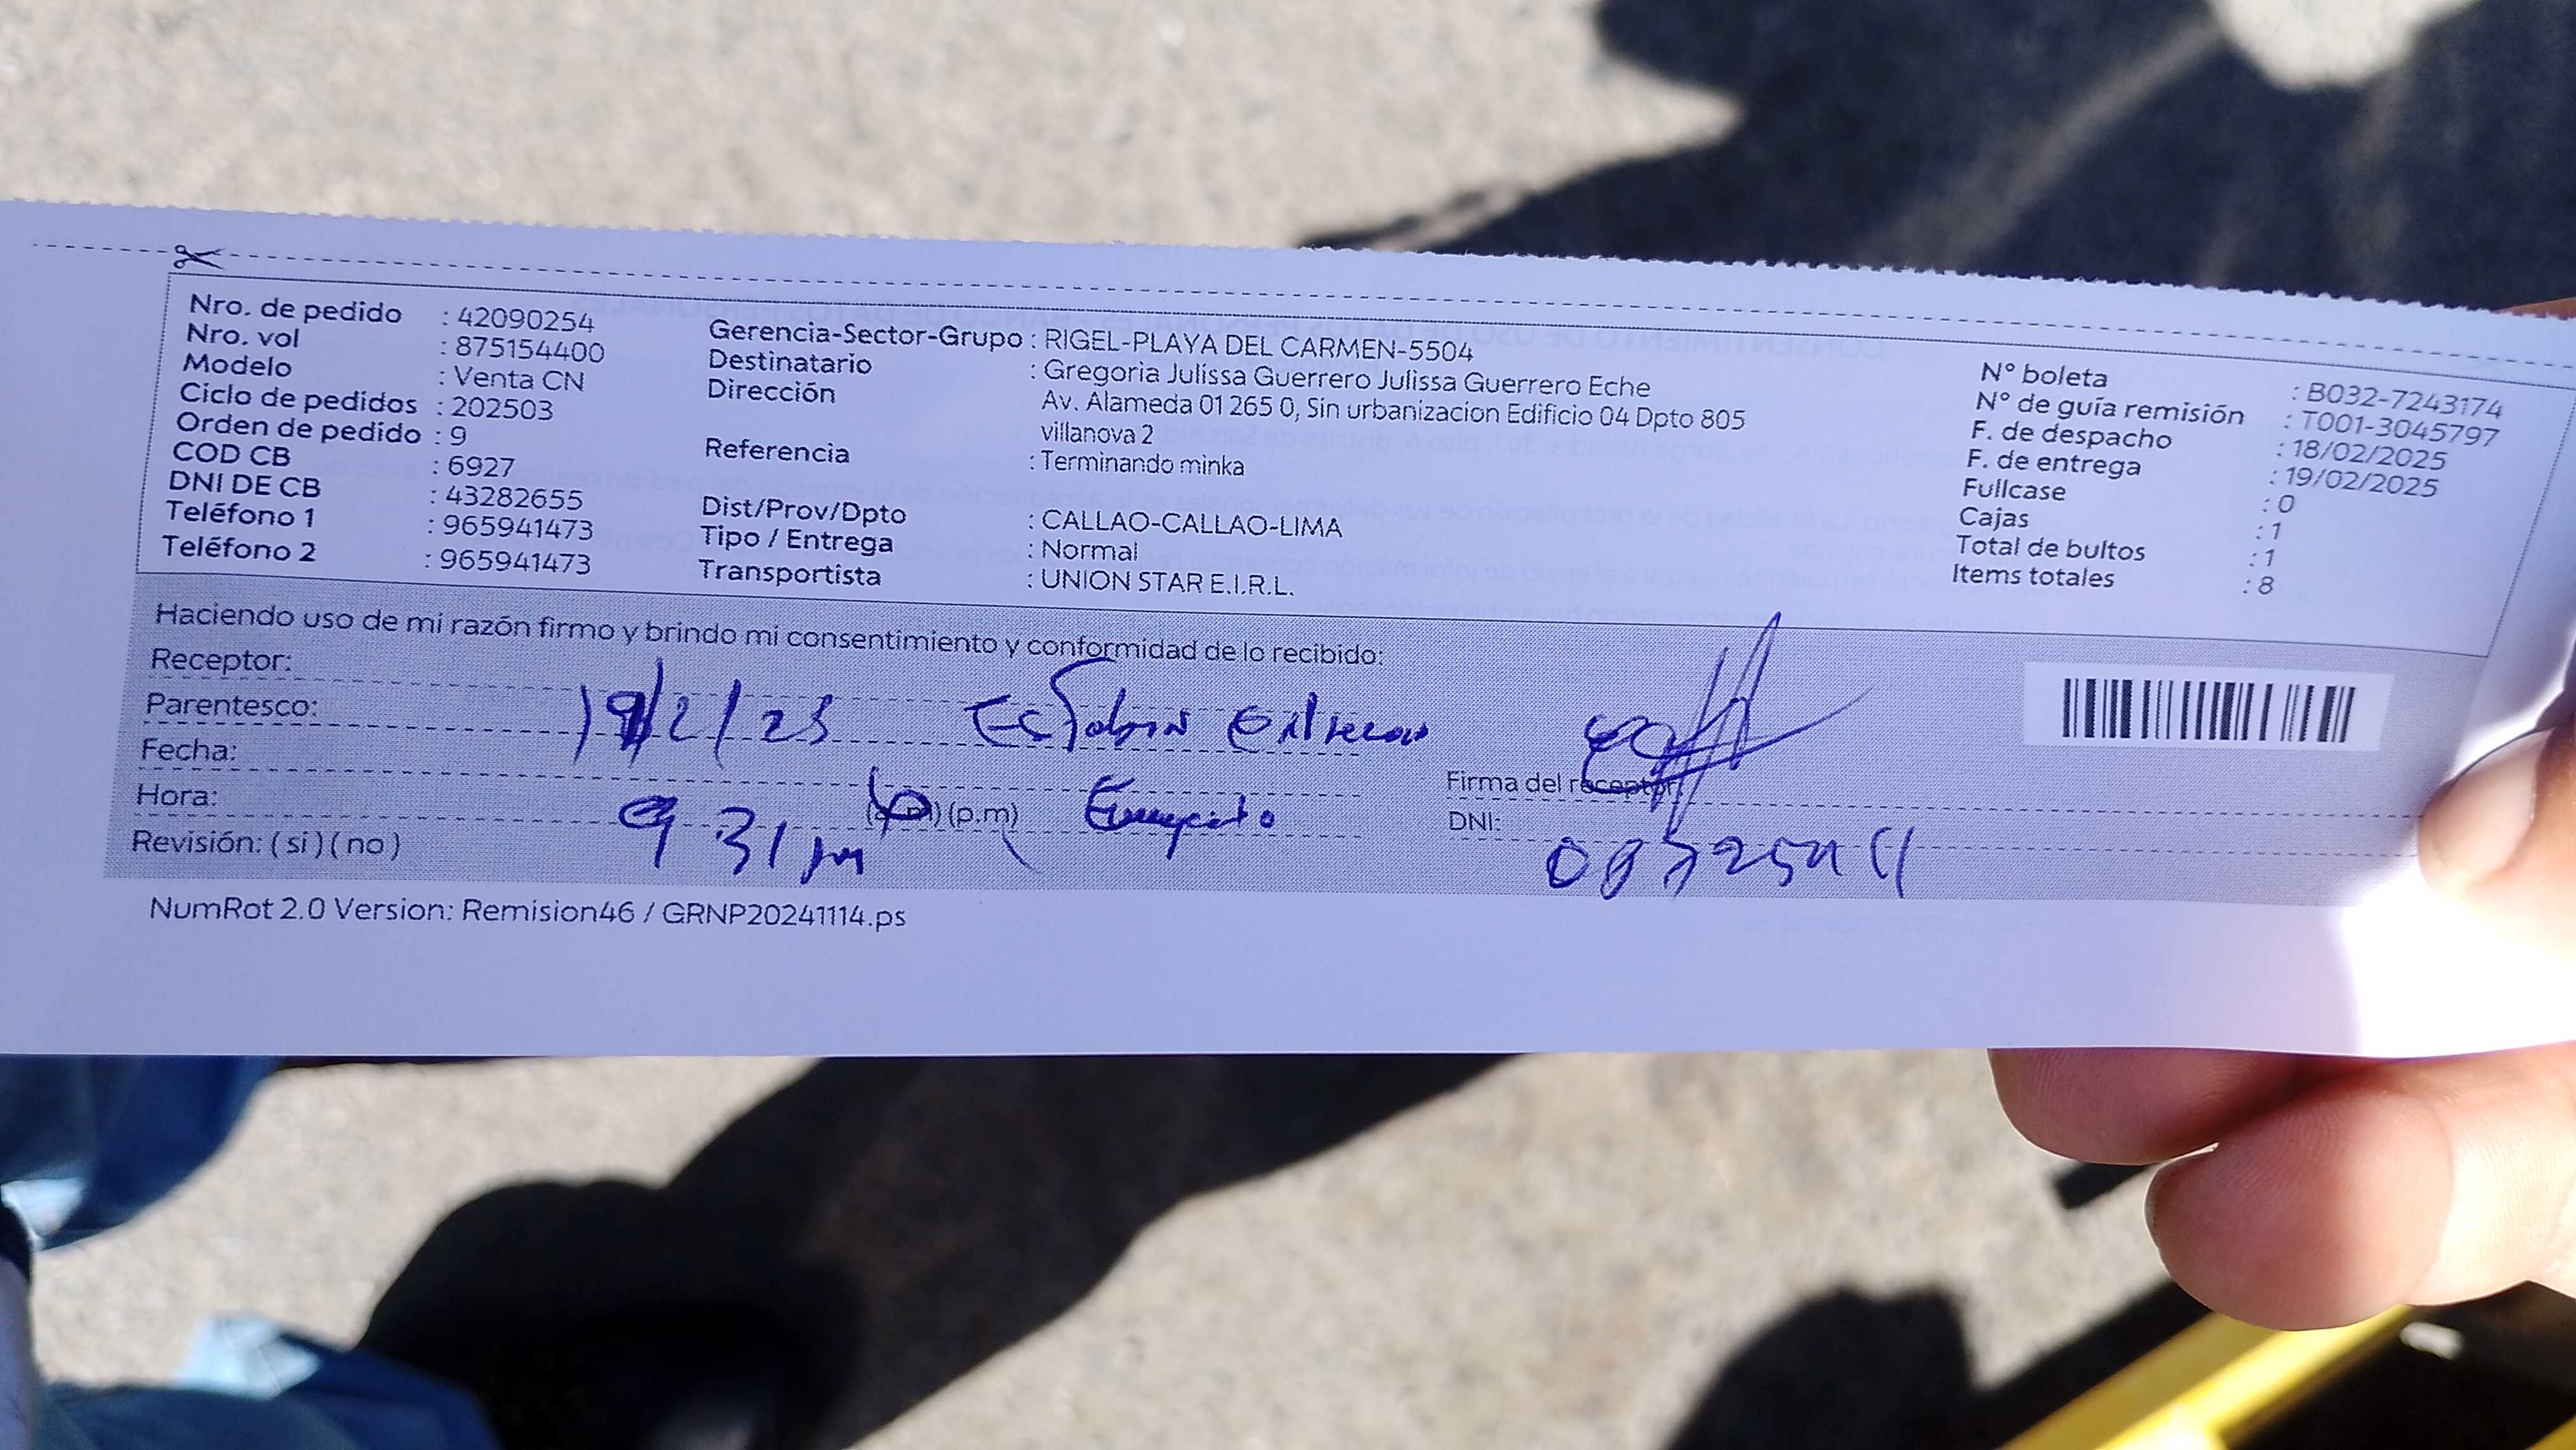 Nro. de pedido : 42090254
Nro. vol : 875154400
Modelo : Venta CN
Ciclo de pedidos : 202503
Orden de pedido : 9
COD CB : 6927
DNI DE CB : 43282655
Teléfono 1 : 965941473
Teléfono 2 : 965941473
Gerencia-Sector-Grupo : RIGEL-PLAYA DEL CARMEN-5504
Destinatario : Gregoria Julissa Guerrero Julissa Guerrero Eche
Dirección Av. Alameda 01 265 0, Sin urbanizacion Edificio 04 Dpto 805
villanova 2
Referencia : Terminando minka
Dist/Prov/Dpto : CALLAO-CALLAO-LIMA
Tipo / Entrega : Normal
Transportista : UNION STAR E.I.R.L.
N° boleta : B032-7243174
N° de guía remisión : T001-3045797
F. de despacho : 18/02/2025
F. de entrega : 19/02/2025
Fullcase : 0
Cajas : 1
Total de bultos : 1
Items totales : 8
Haciendo uso de mi razón firmo y brindo mi consentimiento y conformidad de lo recibido:
Receptor:
Parentesco:
Fecha:
Hora: (p.m)
Revisión: ( si ) ( no ) 9 31
Firma del receptor:
DNI:
NumRot 2.0 Version: Remision46 / GRNP20241114.ps